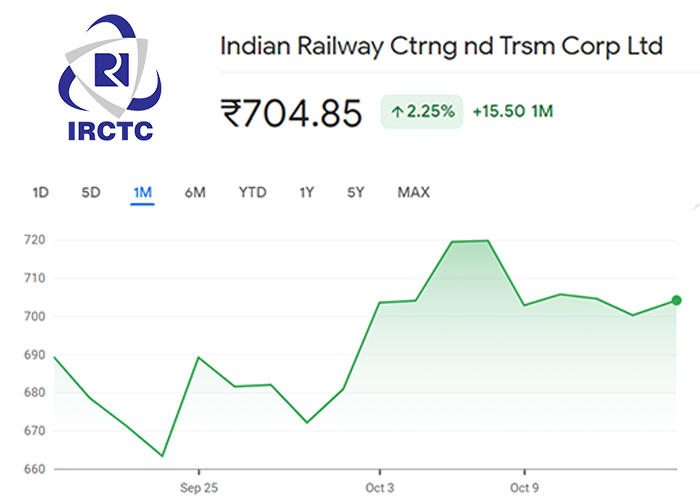 IRCTC
Indian Railway Ctrng nd Trsm Corp Ltd
₹704.85 ↑2.25% +15.50 1M
1D 5D 1M 6M YTD 1Y 5Y MAX
720
710
700
690
680
670
660
Sep 25 Oct 3 Oct 9